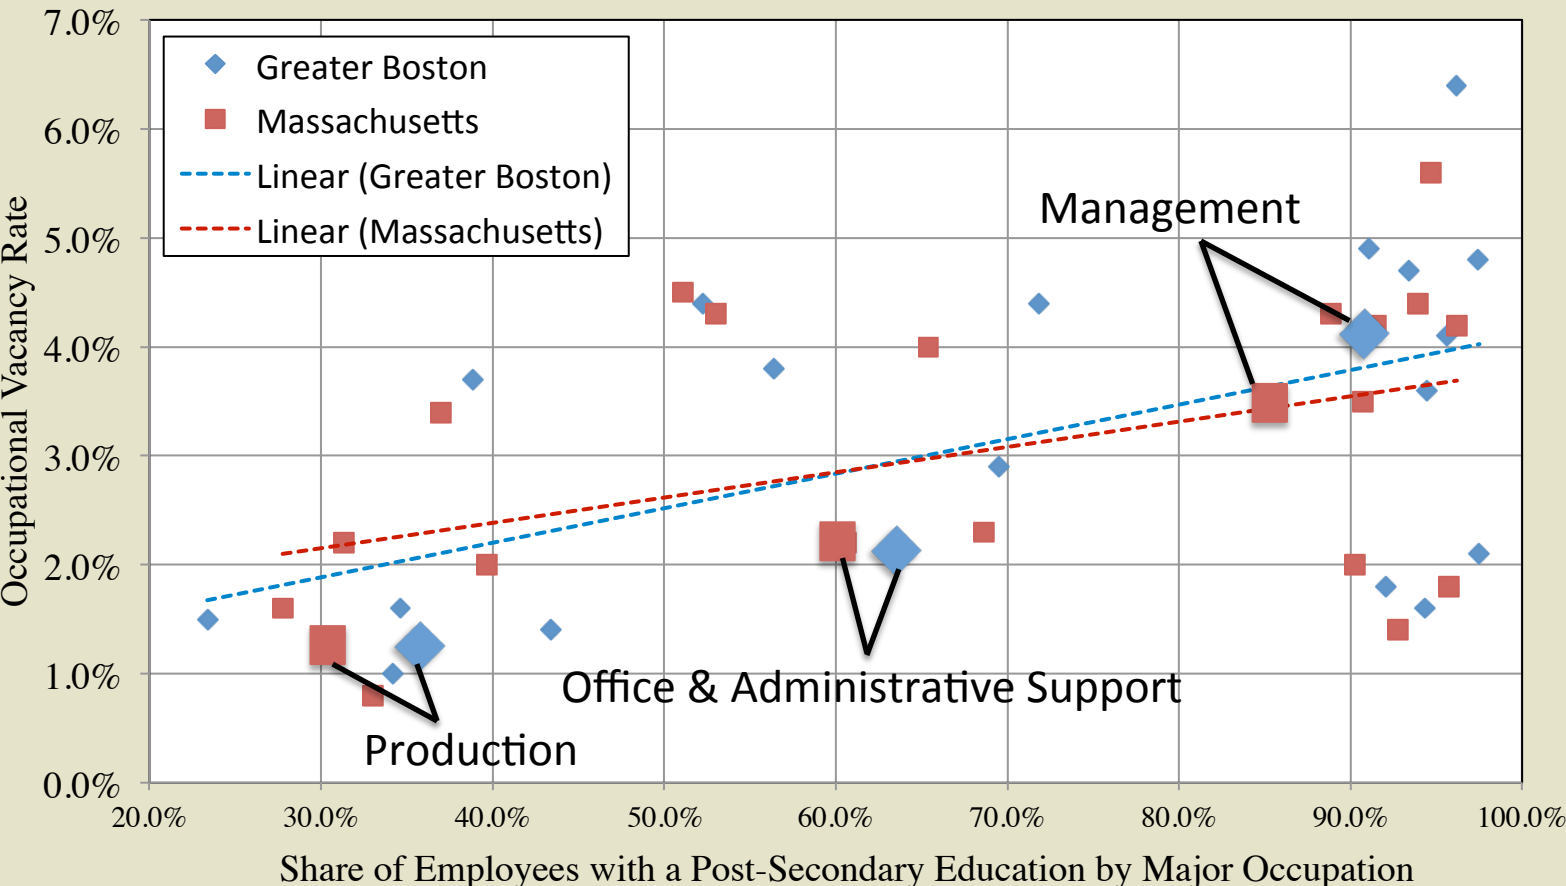 7.0%
6.0%
5.0%
4.0%
3.0%
2.0%
1.0%
0.0%
Occupational Vacancy Rate
Greater Boston
Massachusetts
Linear (Greater Boston)
Linear (Massachusetts)
Management
Office & Administrative Support
Production
20.0% 30.0% 40.0% 50.0% 60.0% 70.0% 80.0% 90.0% 100.0%
Share of Employees with a Post-Secondary Education by Major Occupation